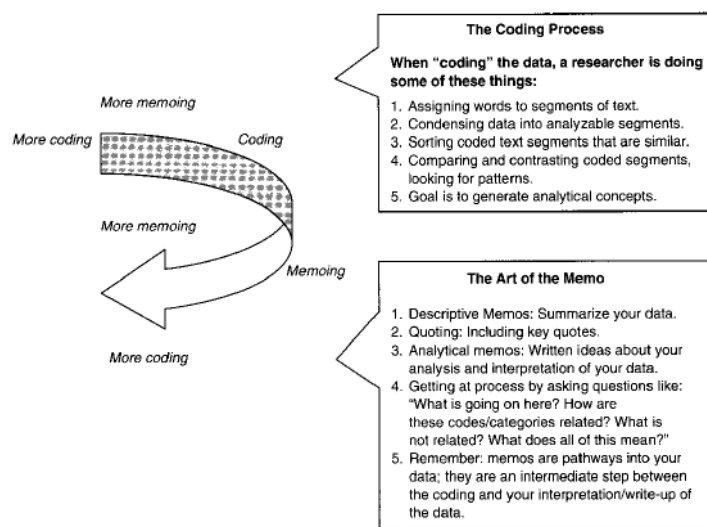 The Coding Process
When "coding" the data, a researcher is doing
some of these things:
1. Assigning words to segments of text.
2. Condensing data into analyzable segments.
3. Sorting coded text segments that are similar.
4. Comparing and contrasting coded segments,
looking for patterns.
5. Goal is to generate analytical concepts.
More memoing
More coding
Coding
More memoing
Memoing
More coding
The Art of the Memo
1. Descriptive Memos: Summarize your data.
2. Quoting: Including key quotes.
3. Analytical memos: Written ideas about your
analysis and interpretation of your data.
4. Getting at process by asking questions like:
"What is going on here? How are
these codes/categories related? What is
not related? What does all of this mean?"
5. Remember: memos are pathways into your
data; they are an intermediate step between
the coding and your interpretation/write-up of
the data.